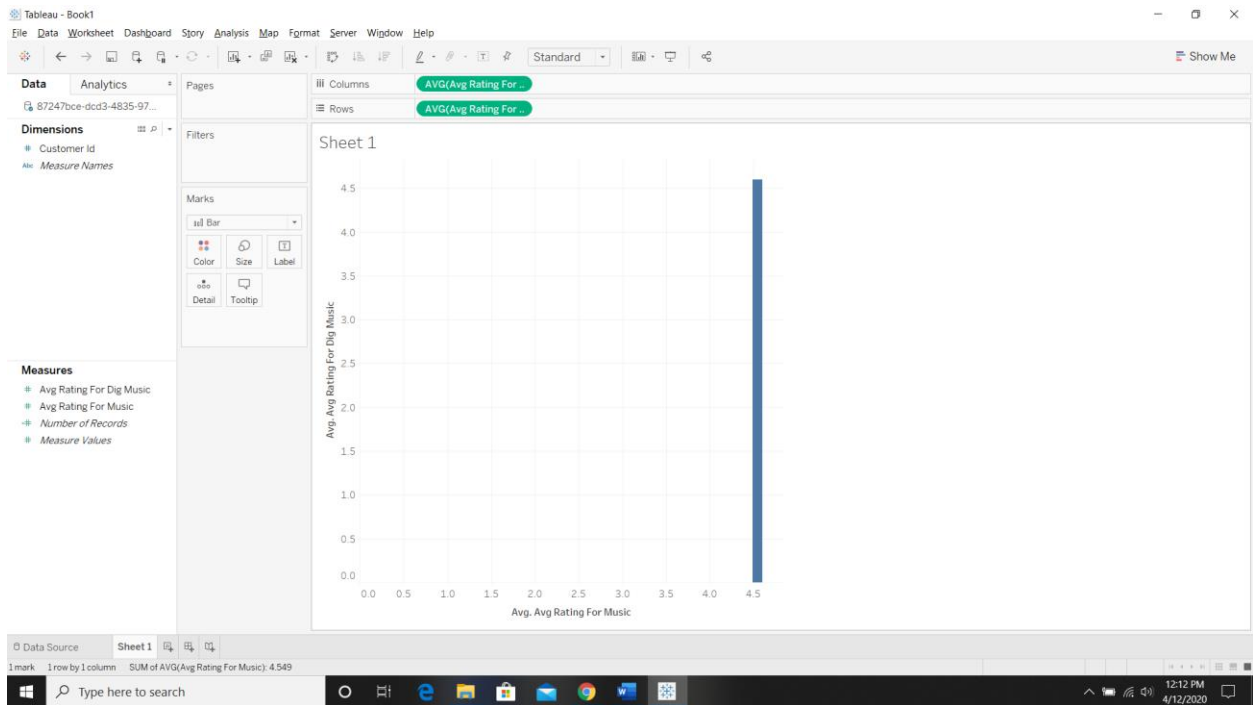 Tableau - Book1
File Data Worksheet Dashboard Story Analysis Map Format Server Window Help
Standard
Show Me
Data Analytics
Pages
Columns AVG(Avg Rating For ..
87247bce-dcd3-4835-97...
Rows AVG(Avg Rating For ..
Dimensions
Filters
# Customer Id
Abc Measure Names
Sheet 1
Marks
Bar
Color Size Label
Detail Tooltip
4.5
4.0
3.5
3.0
2.5
2.0
1.5
1.0
0.5
0.0
Avg. Avg Rating For Dig Music
0.0 0.5 1.0 1.5 2.0 2.5 3.0 3.5 4.0 4.5
Avg. Avg Rating For Music
Measures
# Avg Rating For Dig Music
# Avg Rating For Music
=# Number of Records
# Measure Values
Data Source Sheet 1
1 mark 1 row by 1 column SUM of AVG(Avg Rating For Music): 4.549
Type here to search
12:12 PM
4/12/2020